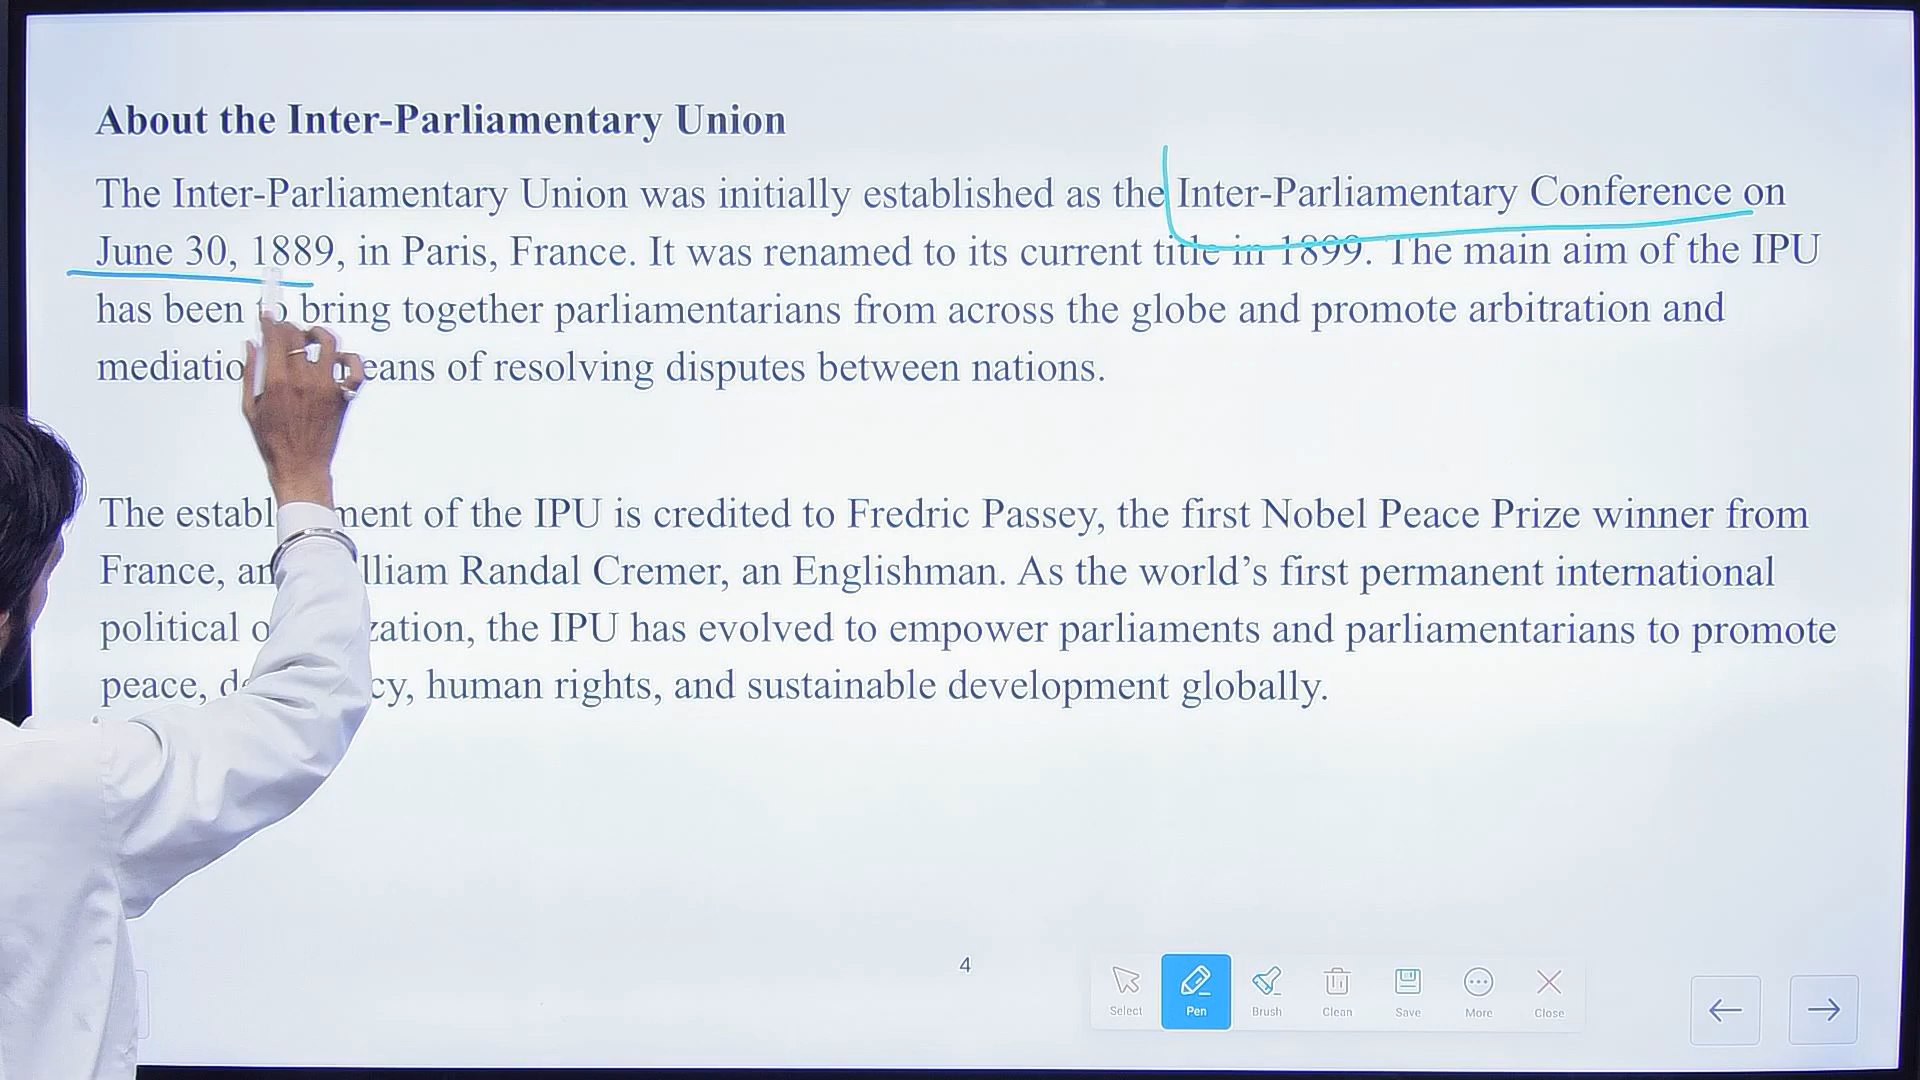 About the Inter-Parliamentary Union
The Inter-Parliamentary Union was initially established as the Inter-Parliamentary Conference on
June 30, 1889, in Paris, France. It was renamed to its current title in 1899. The main aim of the IPU
has been to bring together parliamentarians from across the globe and promote arbitration and
mediatio eans of resolving disputes between nations.
The establ ment of the IPU is credited to Fredric Passey, the first Nobel Peace Prize winner from
France, an lliam Randal Cremer, an Englishman. As the world’s first permanent international
political o zation, the IPU has evolved to empower parliaments and parliamentarians to promote
peace, de cy, human rights, and sustainable development globally.
4
Select Pen Brush Clean Save More Close